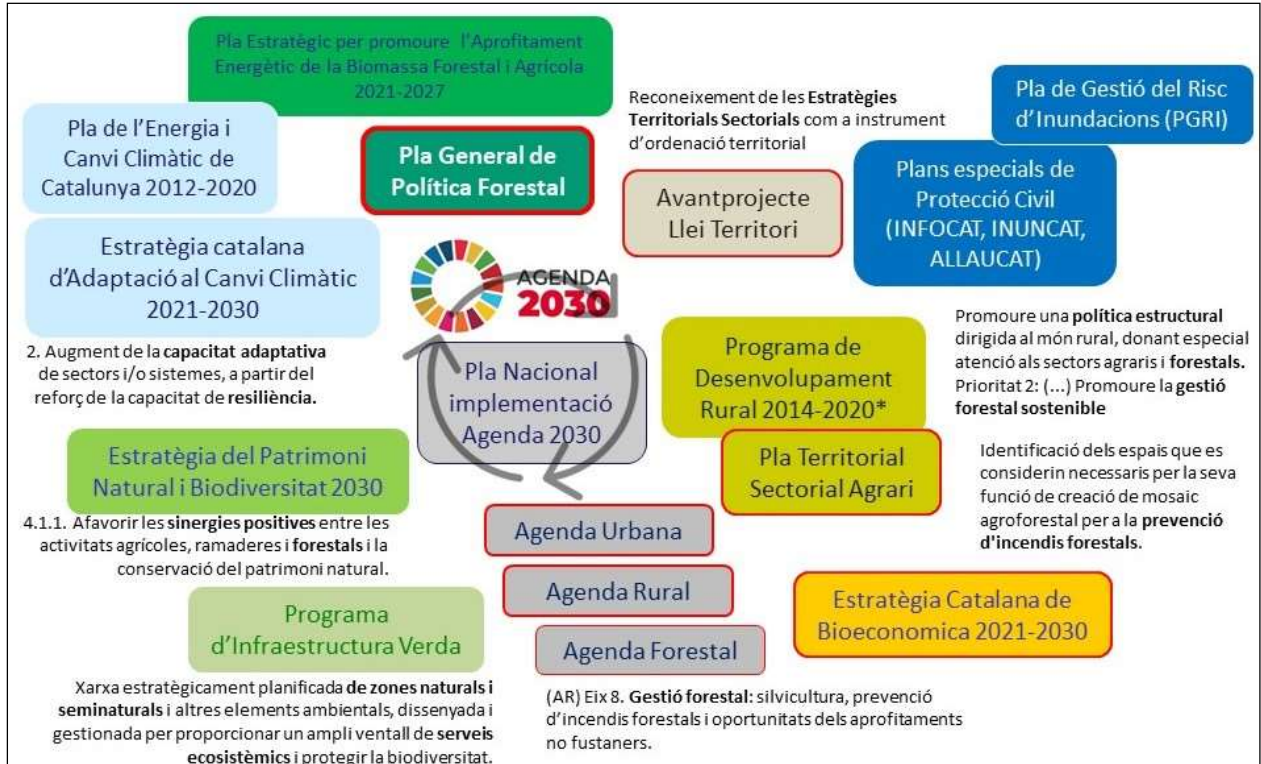 Pla Estratègic per promoure l'Aprofitament
Energètic de la Biomassa Forestal i Agrícola
2021-2027
Pla de l'Energia i
Canvi Climàtic de
Catalunya 2012-2020
Pla General de
Política Forestal
Reconeixement de les Estratègies
Territorials Sectorials com a instrument
d'ordenació territorial
Pla de Gestió del Risc
d'Inundacions (PGRI)
Avantprojecte
Llei Territori
Plans especials de
Protecció Civil
(INFOCAT, INUNCAT,
ALLAUCAT)
Estratègia catalana
d'Adaptació al Canvi Climàtic
2021-2030
AGENDA
2030
2. Augment de la capacitat adaptativa
de sectors i/o sistemes, a partir del
reforç de la capacitat de resiliència.
Pla Nacional
implementació
Agenda 2030
Programa de
Desenvolupament
Rural 2014-2020*
Promoure una política estructural
dirigida al món rural, donant especial
atenció als sectors agraris i forestals.
Prioritat 2: (...) Promoure la gestió
forestal sostenible
Estratègia del Patrimoni
Natural i Biodiversitat 2030
Pla Territorial
Sectorial Agrari
Identificació dels espais que es
considerin necessaris per la seva
funció de creació de mosaic
agroforestal per a la prevenció
d'incendis forestals.
4.1.1. Afavorir les sinergies positives entre les
activitats agrícoles, ramaderes i forestals i la
conservació del patrimoni natural.
Agenda Urbana
Agenda Rural
Agenda Forestal
Programa
d'Infraestructura Verda
Estratègia Catalana de
Bioeconomica 2021-2030
Xarxa estratègicament planificada de zones naturals i
seminaturals i altres elements ambientals, dissenyada i
gestionada per proporcionar un ampli ventall de serveis
ecosistèmics i protegir la biodiversitat.
(AR) Eix 8. Gestió forestal: silvicultura, prevenció
d'incendis forestals i oportunitats dels aprofitaments
no fustaners.